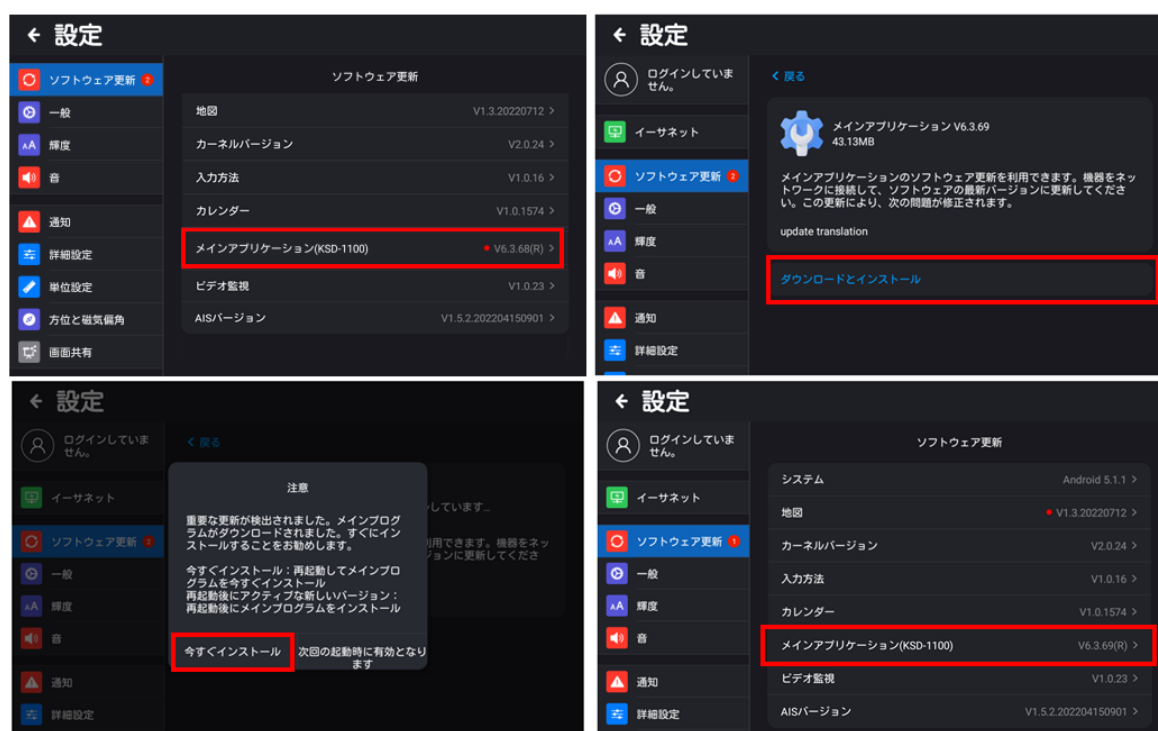 設定
ソフトウェア更新 2
一般
輝度
音
通知
詳細設定
単位設定
方位と磁気偏角
画面共有
ソフトウェア更新
地図 V1.3.20220712
カーネルバージョン V2.0.24
入力方法 V1.0.16
カレンダー V1.0.1574
メインアプリケーション(KSD-1100) V6.3.68(R)
ビデオ監視 V1.0.23
AISバージョン V1.5.2.202204150901
設定
ログインしていま
せん。
イーサネット
ソフトウェア更新 2
一般
輝度
音
通知
詳細設定
戻る
メインアプリケーション V6.3.69
43.13MB
メインアプリケーションのソフトウェア更新を利用できます。機器をネッ
トワークに接続して、ソフトウェアの最新バージョンに更新してくださ
い。この更新により、次の問題が修正されます。
update translation
ダウンロードとインストール
設定
ログインしていま
せん。
イーサネット
ソフトウェア更新
一般
輝度
音
通知
詳細設定
戻る
しています...
用できます。機器をネッ
ジョンに更新してくださ
注意
重要な更新が検出されました。メインプログ
ラムがダウンロードされました。すぐにイン
ストールすることをお勧めします。
今すぐインストール：再起動してメインプロ
グラムを今すぐインストール
再起動後にアクティブな新しいバージョン：
再起動後にメインプログラムをインストール
今すぐインストール
次回の起動時に有効となり
ます
設定
ログインしていま
せん。
イーサネット
ソフトウェア更新 1
一般
輝度
音
通知
詳細設定
ソフトウェア更新
システム Android 5.1.1
地図 V1.3.20220712
カーネルバージョン V2.0.24
入力方法 V1.0.16
カレンダー V1.0.1574
メインアプリケーション(KSD-1100) V6.3.69(R)
ビデオ監視 V1.0.23
AISバージョン V1.5.2.202204150901